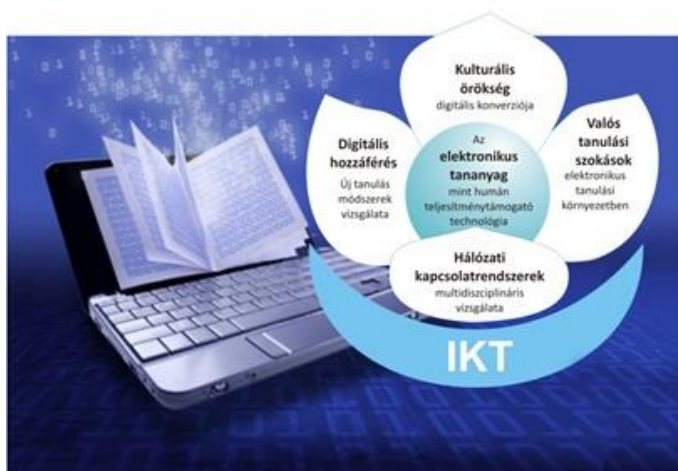 Kulturális
örökség
digitális konverziója
Digitális
hozzáférés
Új tanulás
módszerek
vizsgálata
Az
elektronikus
tananyag
mint humán
teljesítménytámogató
technológia
Valós
tanulási
szokások
elektronikus
tanulási
környezetben
Hálózati
kapcsolatrendszerek
multidiszciplináris
vizsgálata
IKT